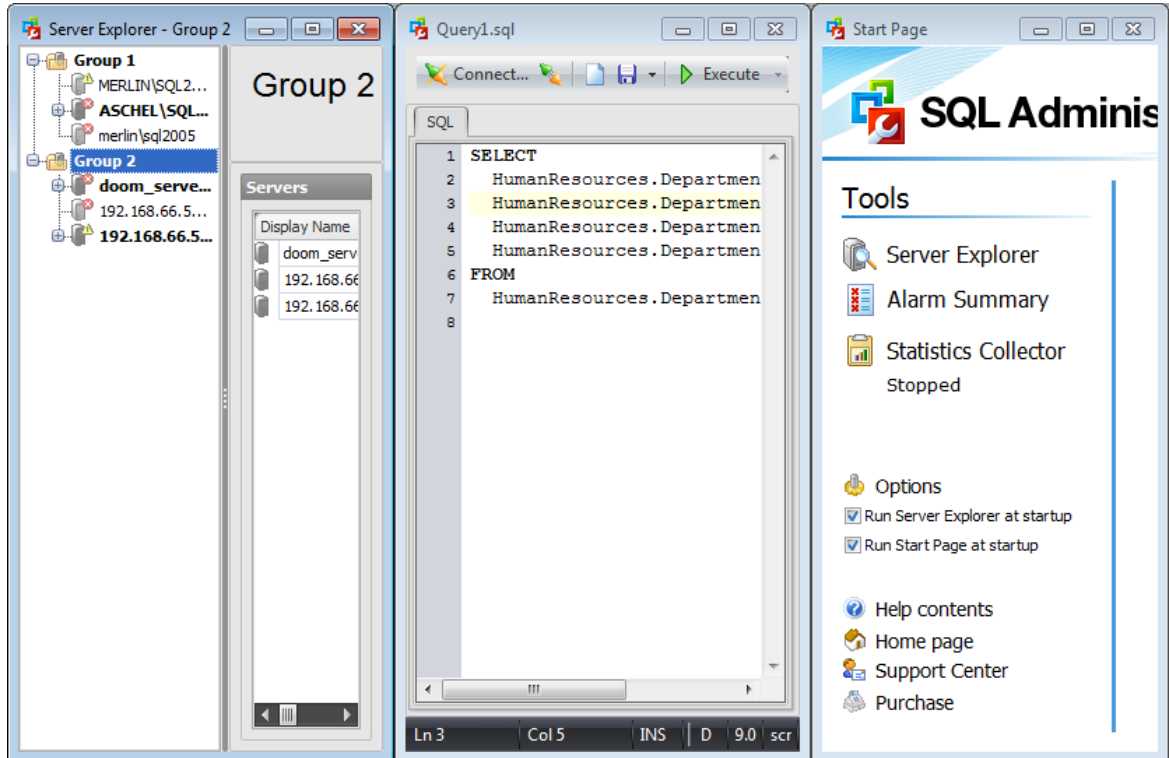 Server Explorer - Group 2
Group 1
MERLIN\SQL2...
ASCHEL\SQL...
merlin\sql2005
Group 2
doom_serve...
192.168.66.5...
192.168.66.5...
Group 2
Servers
Display Name
doom_serv
192.168.66
192.168.66
Query1.sql
Connect...
Execute
SQL
1 SELECT
2 HumanResources.Departmen
3 HumanResources.Departmen
4 HumanResources.Departmen
5 HumanResources.Departmen
6 FROM
7 HumanResources.Departmen
8
Ln 3 Col 5 INS D 9.0 scr
Start Page
SQL Adminis
Tools
Server Explorer
Alarm Summary
Statistics Collector
Stopped
Options
Run Server Explorer at startup
Run Start Page at startup
Help contents
Home page
Support Center
Purchase